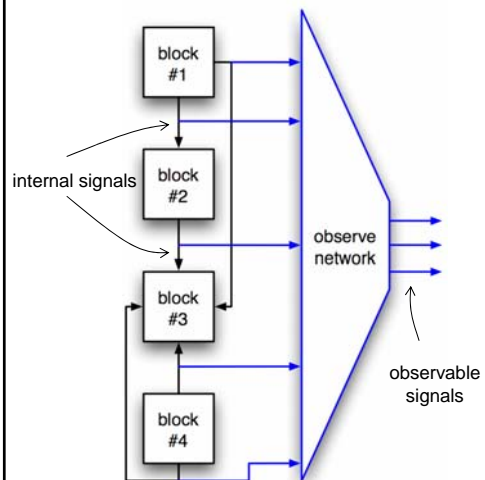 block
#1
internal signals
block
#2
observe
network
block
#3
observable
signals
block
#4